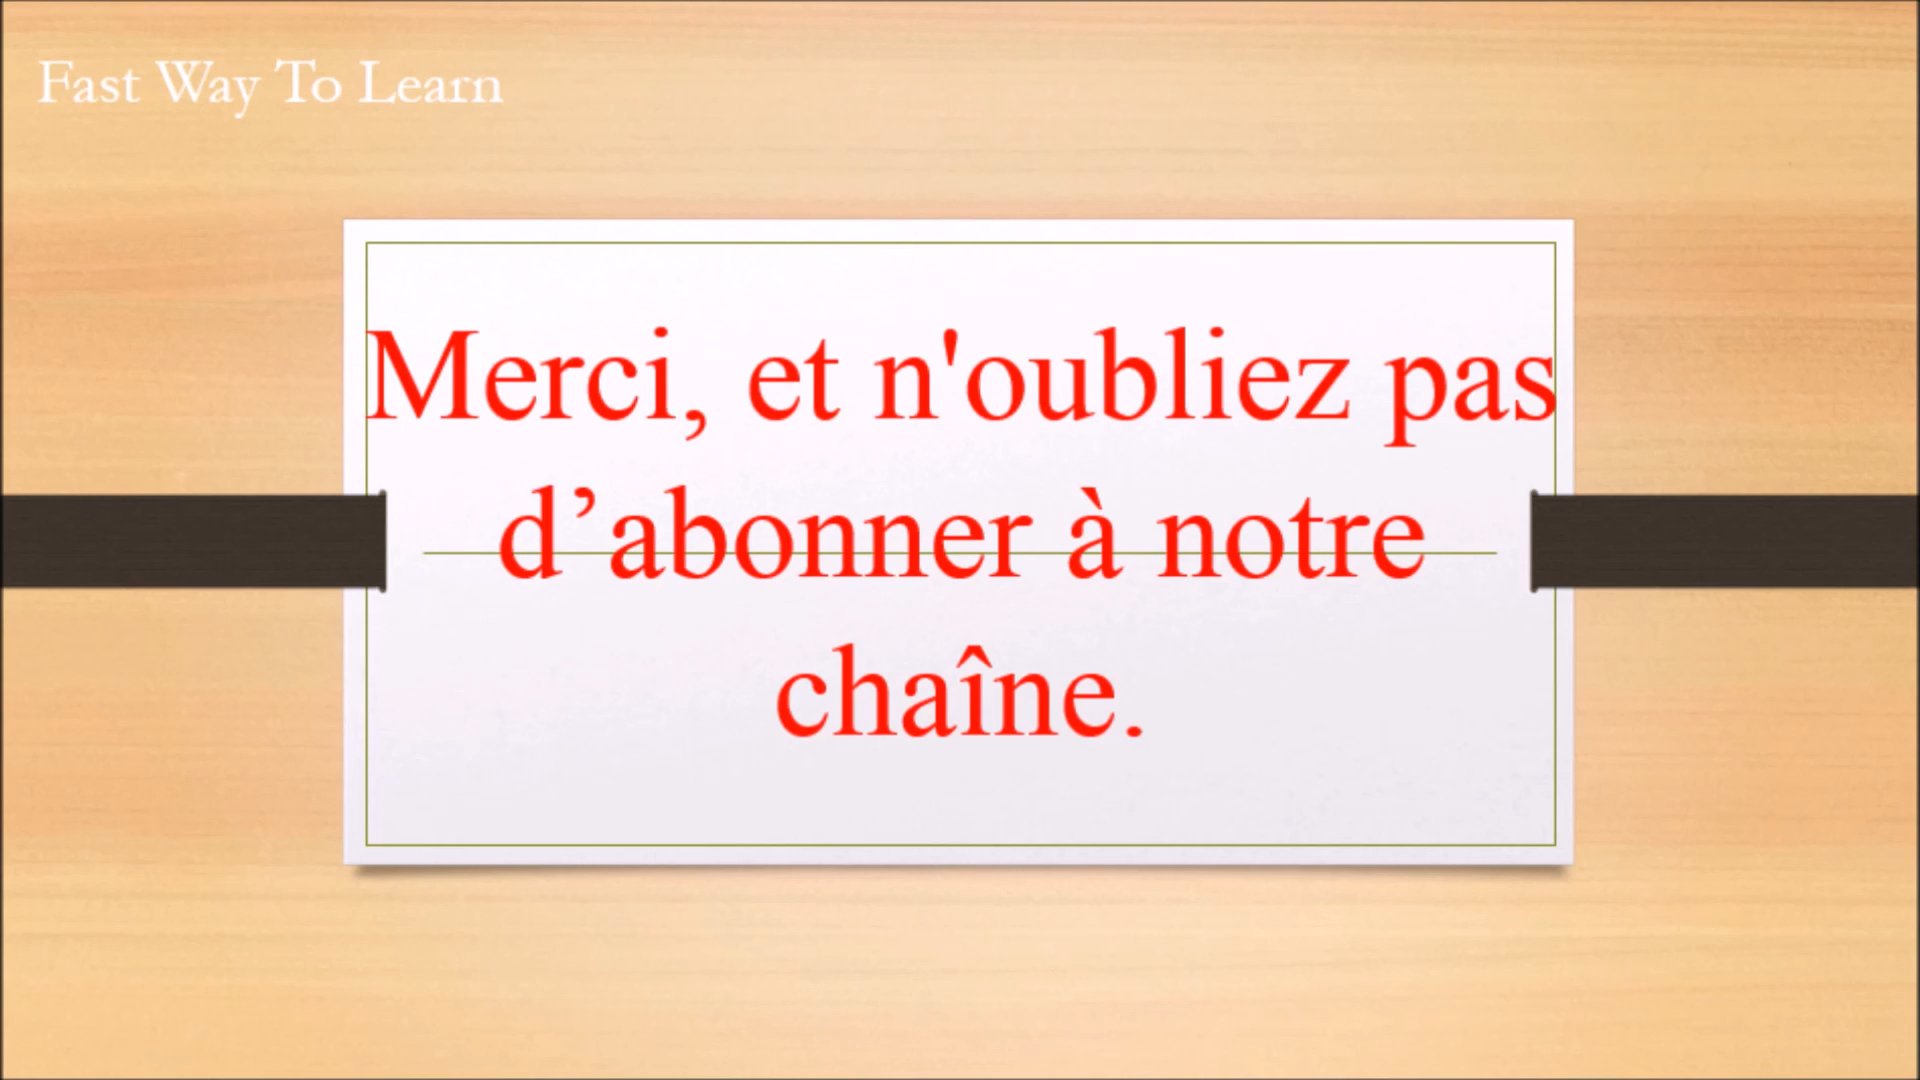 Fast Way To Learn
Merci, et n'oubliez pas
d’abonner à notre
chaîne.